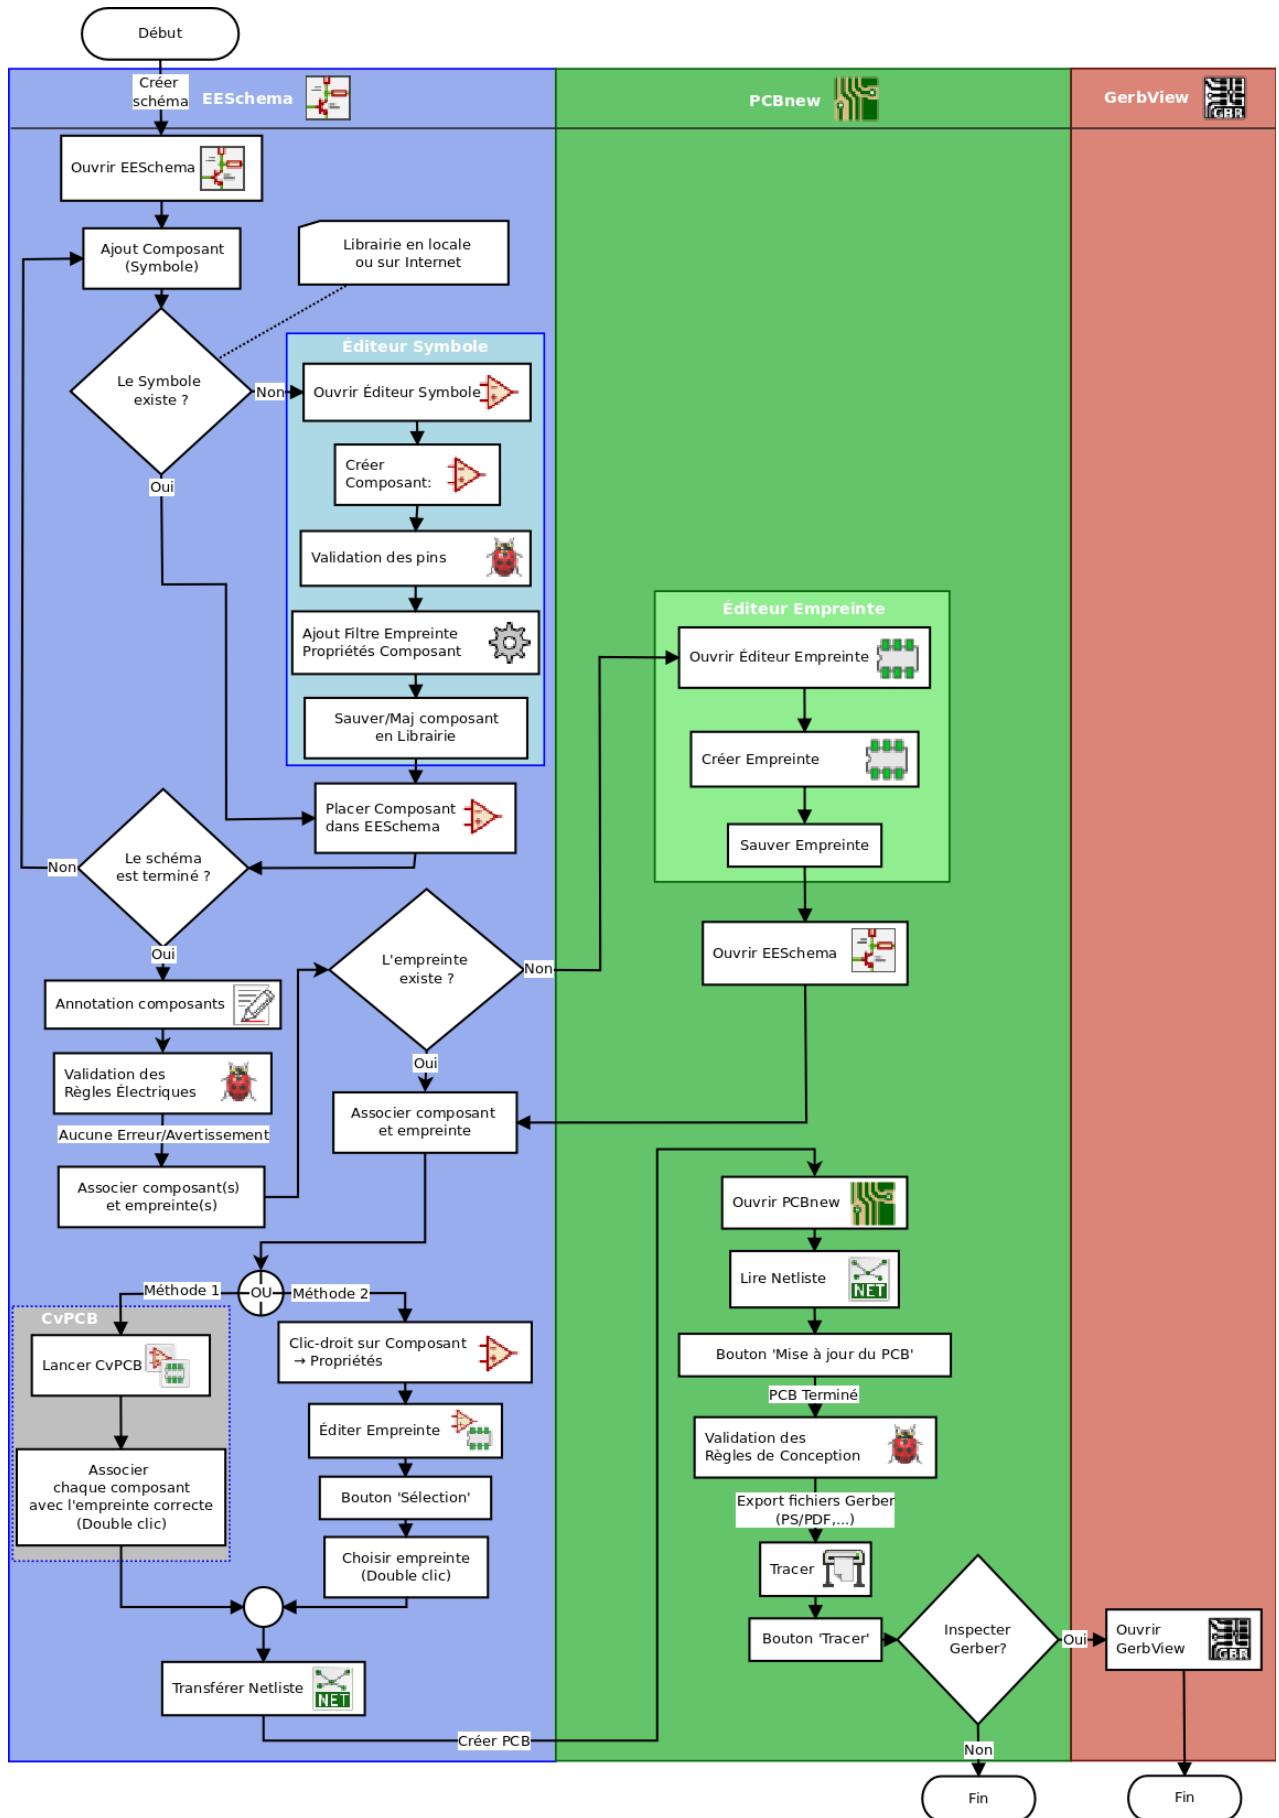 Début
Créer
schéma
EESchema
PCBnew
GerbView
GBR
Ouvrir EESchema
Ajout Composant
(Symbole)
Librairie en locale
ou sur Internet
Le Symbole
existe ?
Non
Oui
Éditeur Symbole
Ouvrir Éditeur Symbole
Créer
Composant:
Validation des pins
Ajout Filtre Empreinte
Propriétés Composant
Sauver/Maj composant
en Librairie
Placer Composant
dans EESchema
Le schéma
est terminé ?
Non
Oui
Annotation composants
Validation des
Règles Électriques
Aucune Erreur/Avertissement
Associer composant(s)
et empreinte(s)
L'empreinte
existe ?
Non
Oui
Éditeur Empreinte
Ouvrir Éditeur Empreinte
Créer Empreinte
Sauver Empreinte
Ouvrir EESchema
Associer composant
et empreinte
OU
Méthode 1
Méthode 2
CvPCB
Lancer CvPCB
Associer
chaque composant
avec l'empreinte correcte
(Double clic)
Clic-droit sur Composant
→ Propriétés
Éditer Empreinte
Bouton 'Sélection'
Choisir empreinte
(Double clic)
Transférer Netliste
NET
Créer PCB
Ouvrir PCBnew
Lire Netliste
NET
Bouton 'Mise à jour du PCB'
PCB Terminé
Validation des
Règles de Conception
Export fichiers Gerber
(PS/PDF,...)
Tracer
Bouton 'Tracer'
Inspecter
Gerber?
Oui
Non
Ouvrir
GerbView
GBR
Fin
Fin